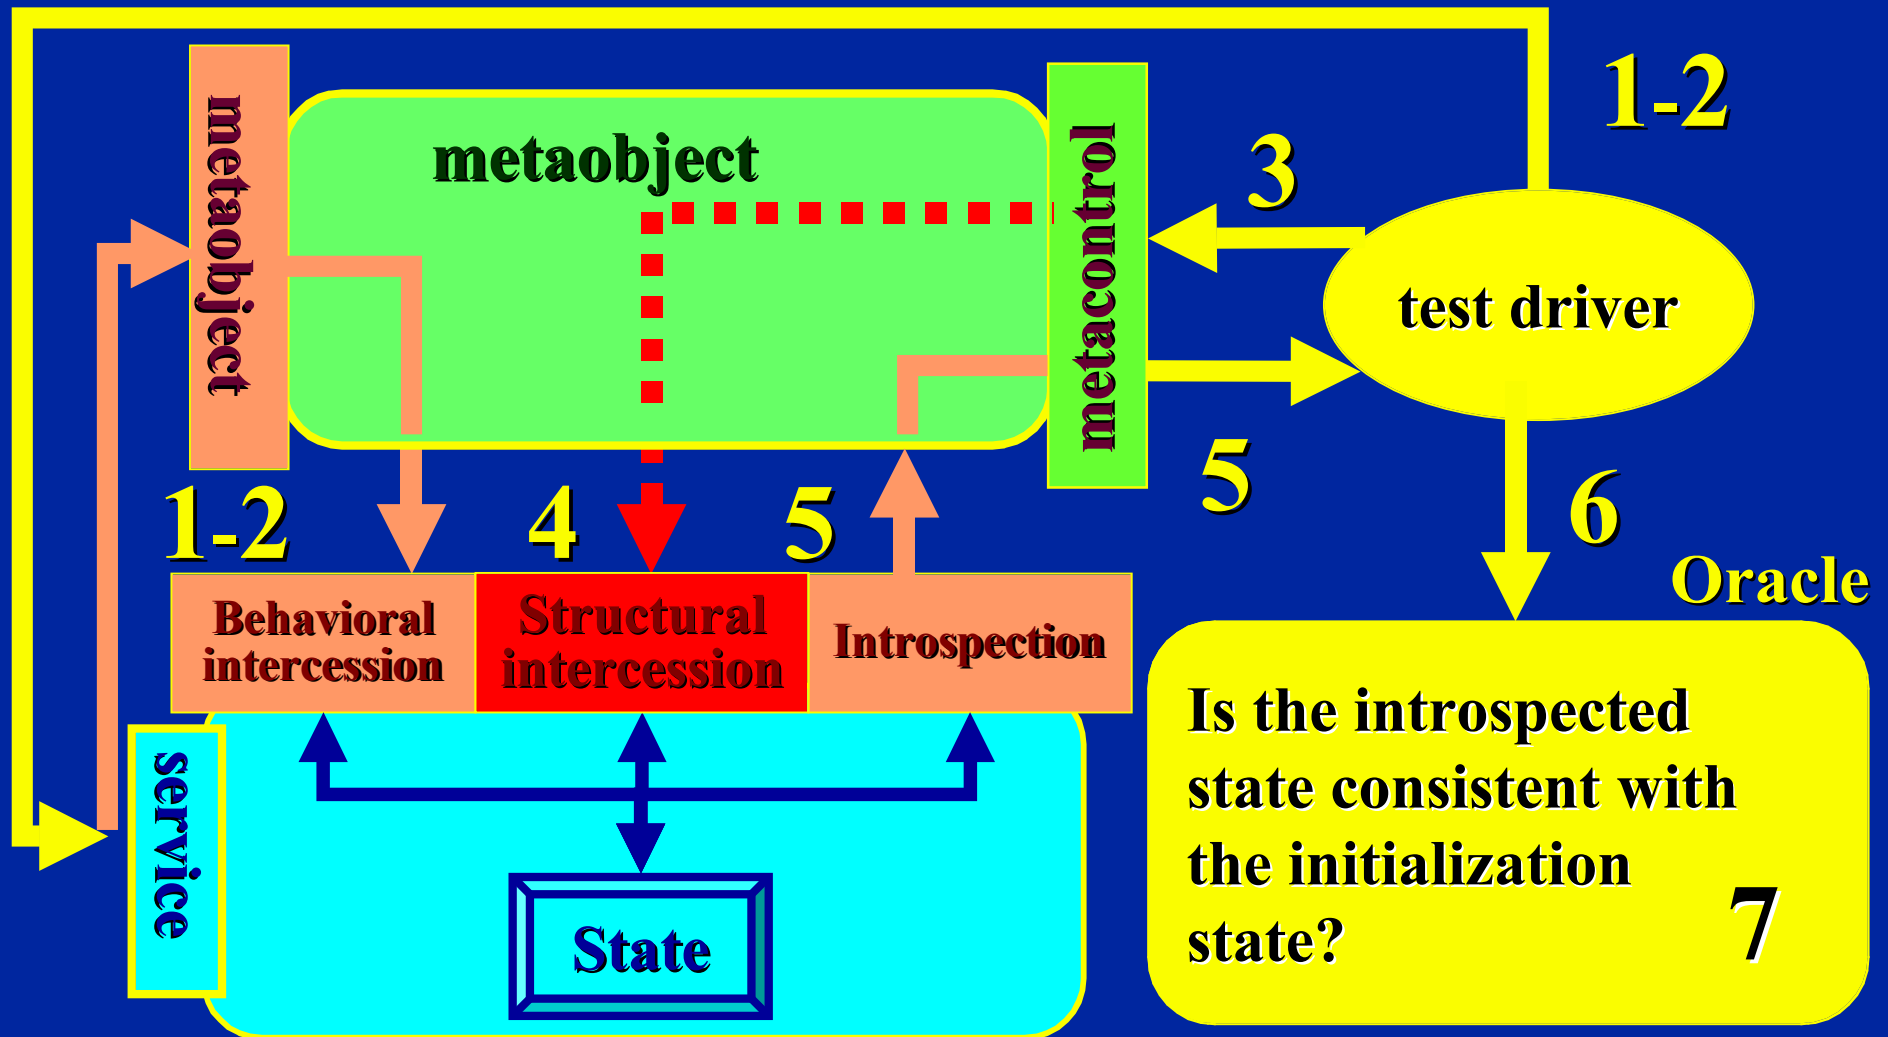 1-2
metaobject
metaobject
metacontrol
3
test driver
1-2
4
5
5
6
Oracle
Behavioral
intercession
Structural
intercession
Introspection
service
State
Is the introspected
state consistent with
the initialization
state?
7